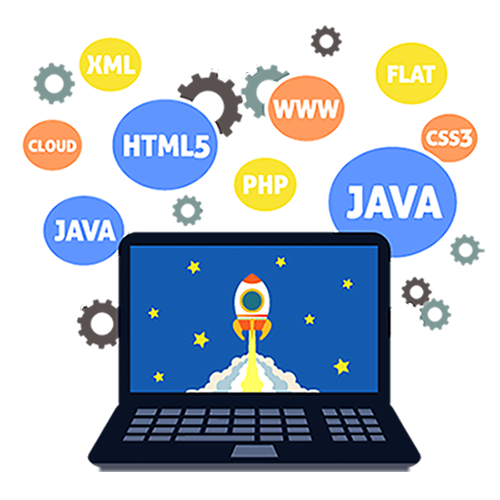 XML
FLAT
WWW
CLOUD
HTML5
CSS3
PHP
JAVA
JAVA